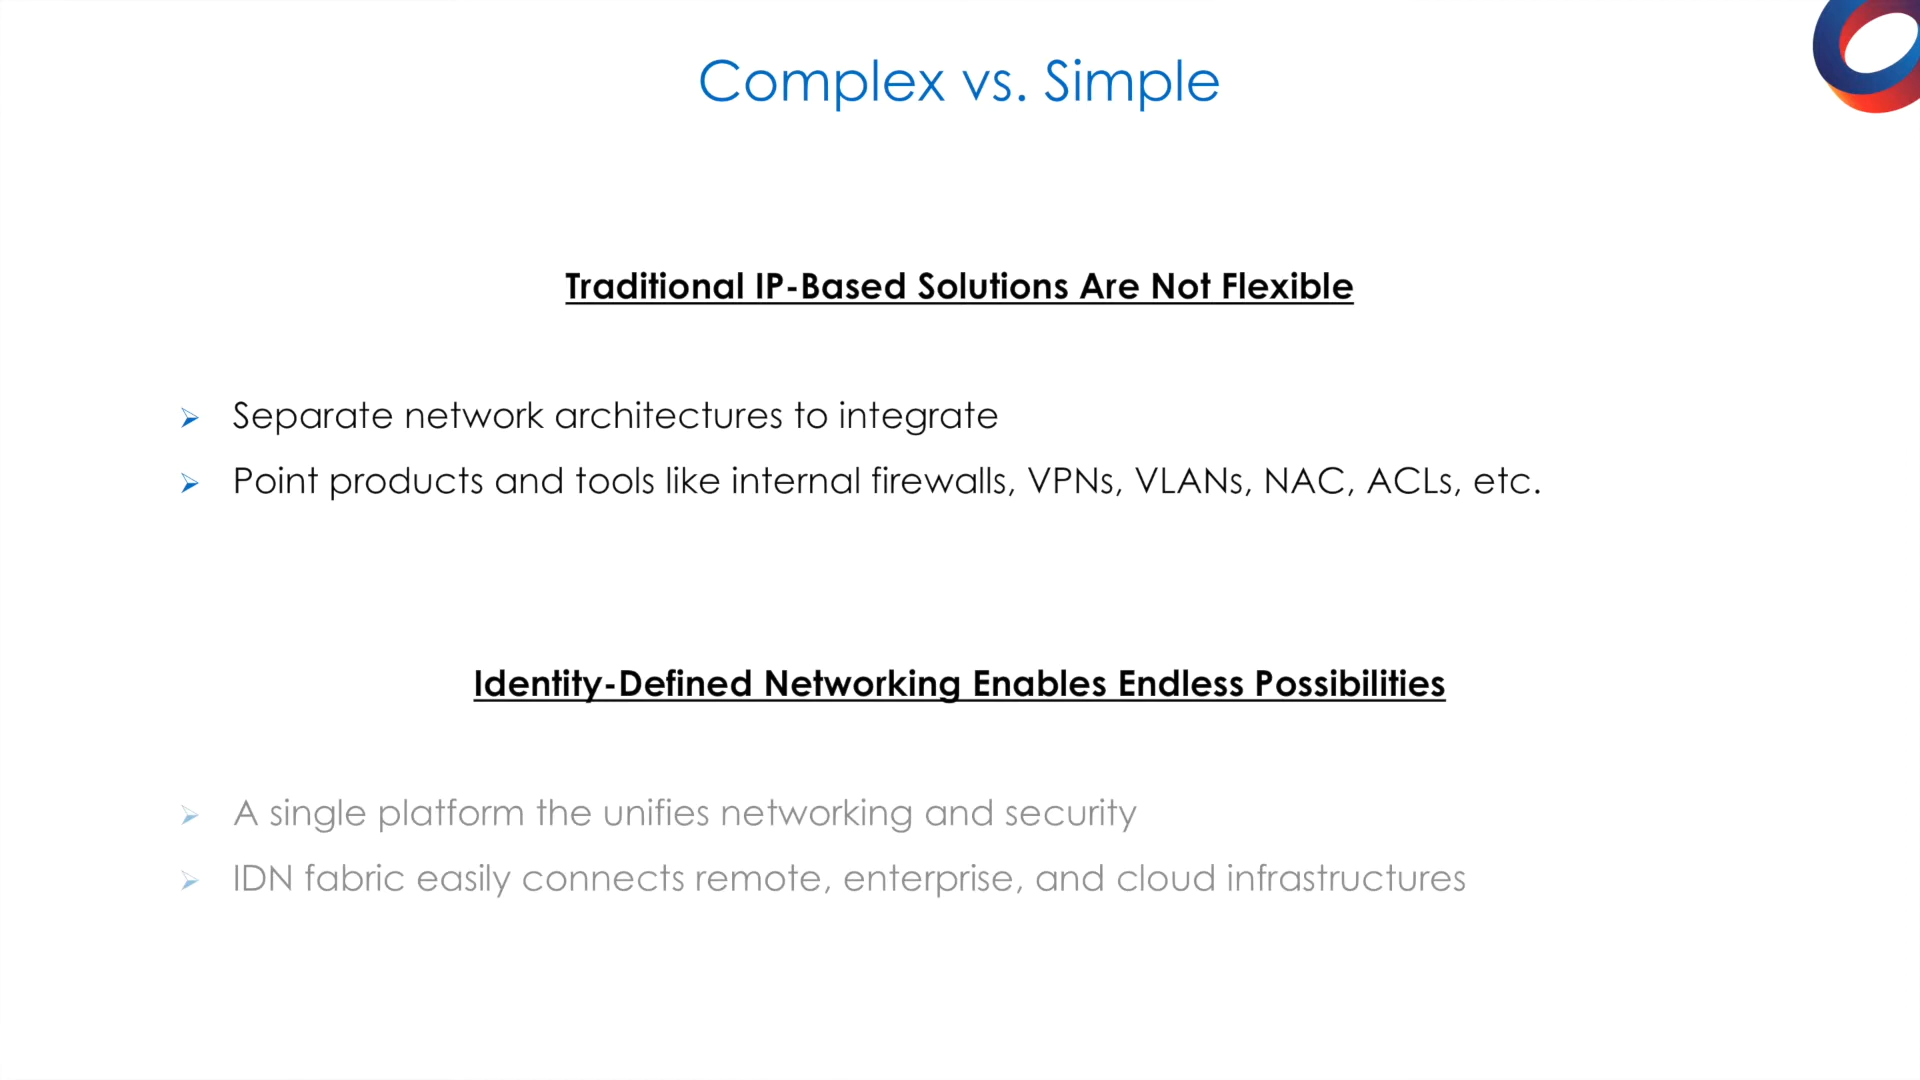 Complex vs. Simple
Traditional IP-Based Solutions Are Not Flexible
Separate network architectures to integrate
Point products and tools like internal firewalls, VPNs, VLANs, NAC, ACLs, etc.
Identity-Defined Networking Enables Endless Possibilities
A single platform the unifies networking and security
IDN fabric easily connects remote, enterprise, and cloud infrastructures